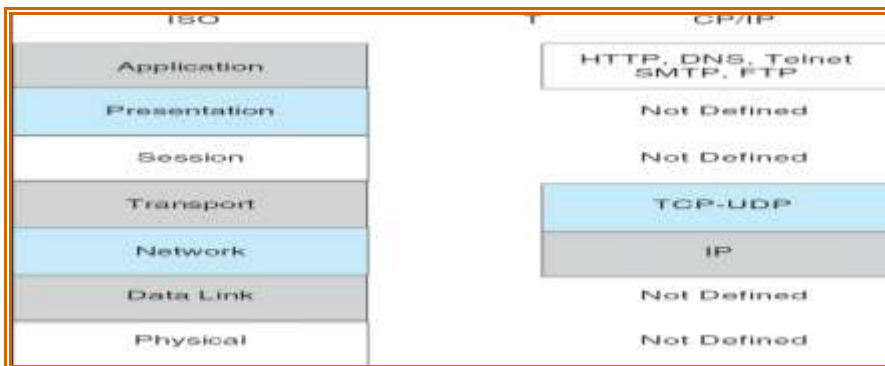 ISO T CP/IP
Application HTTP, DNS, Telnet
SMTP, FTP
Presentation Not Defined
Session Not Defined
Transport TCP-UDP
Network IP
Data Link Not Defined
Physical Not Defined